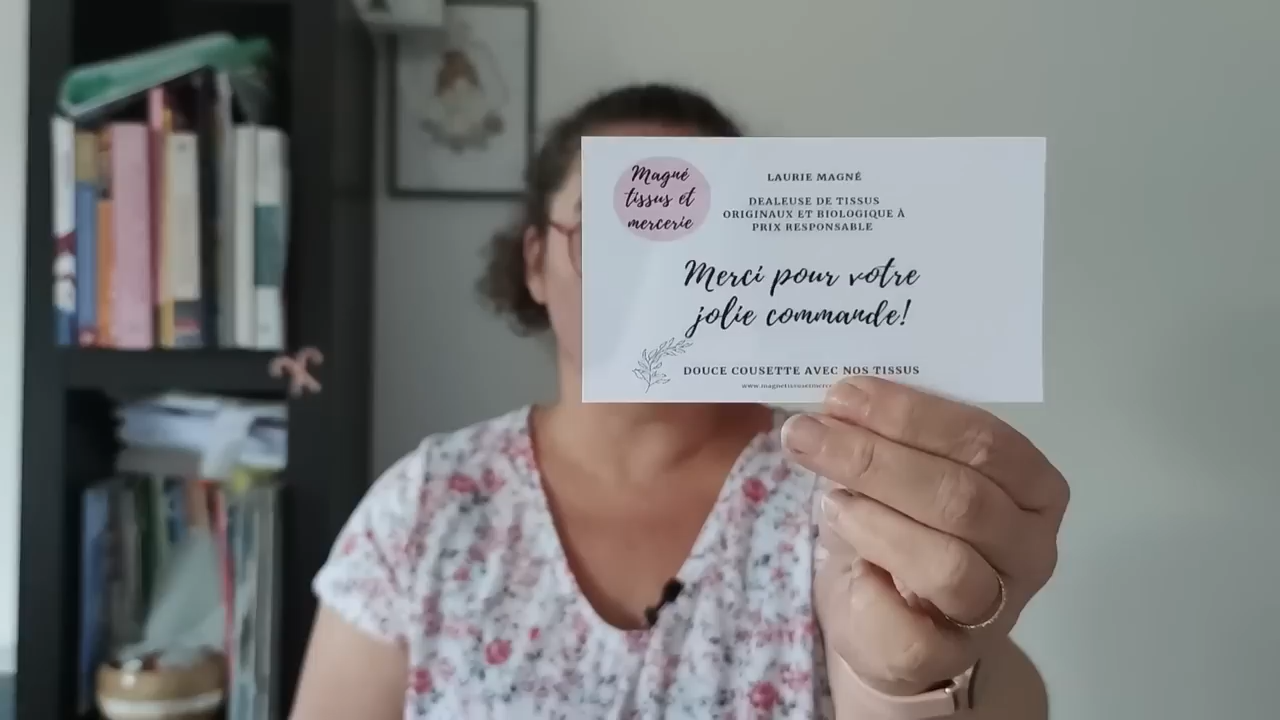 Magné
tissus et
mercerie
LAURIE MAGNÉ
DEALEUSE DE TISSUS
ORIGINAUX ET BIOLOGIQUE À
PRIX RESPONSABLE
Merci pour votre
jolie commande!
DOUCE COUSETTE AVEC NOS TISSUS